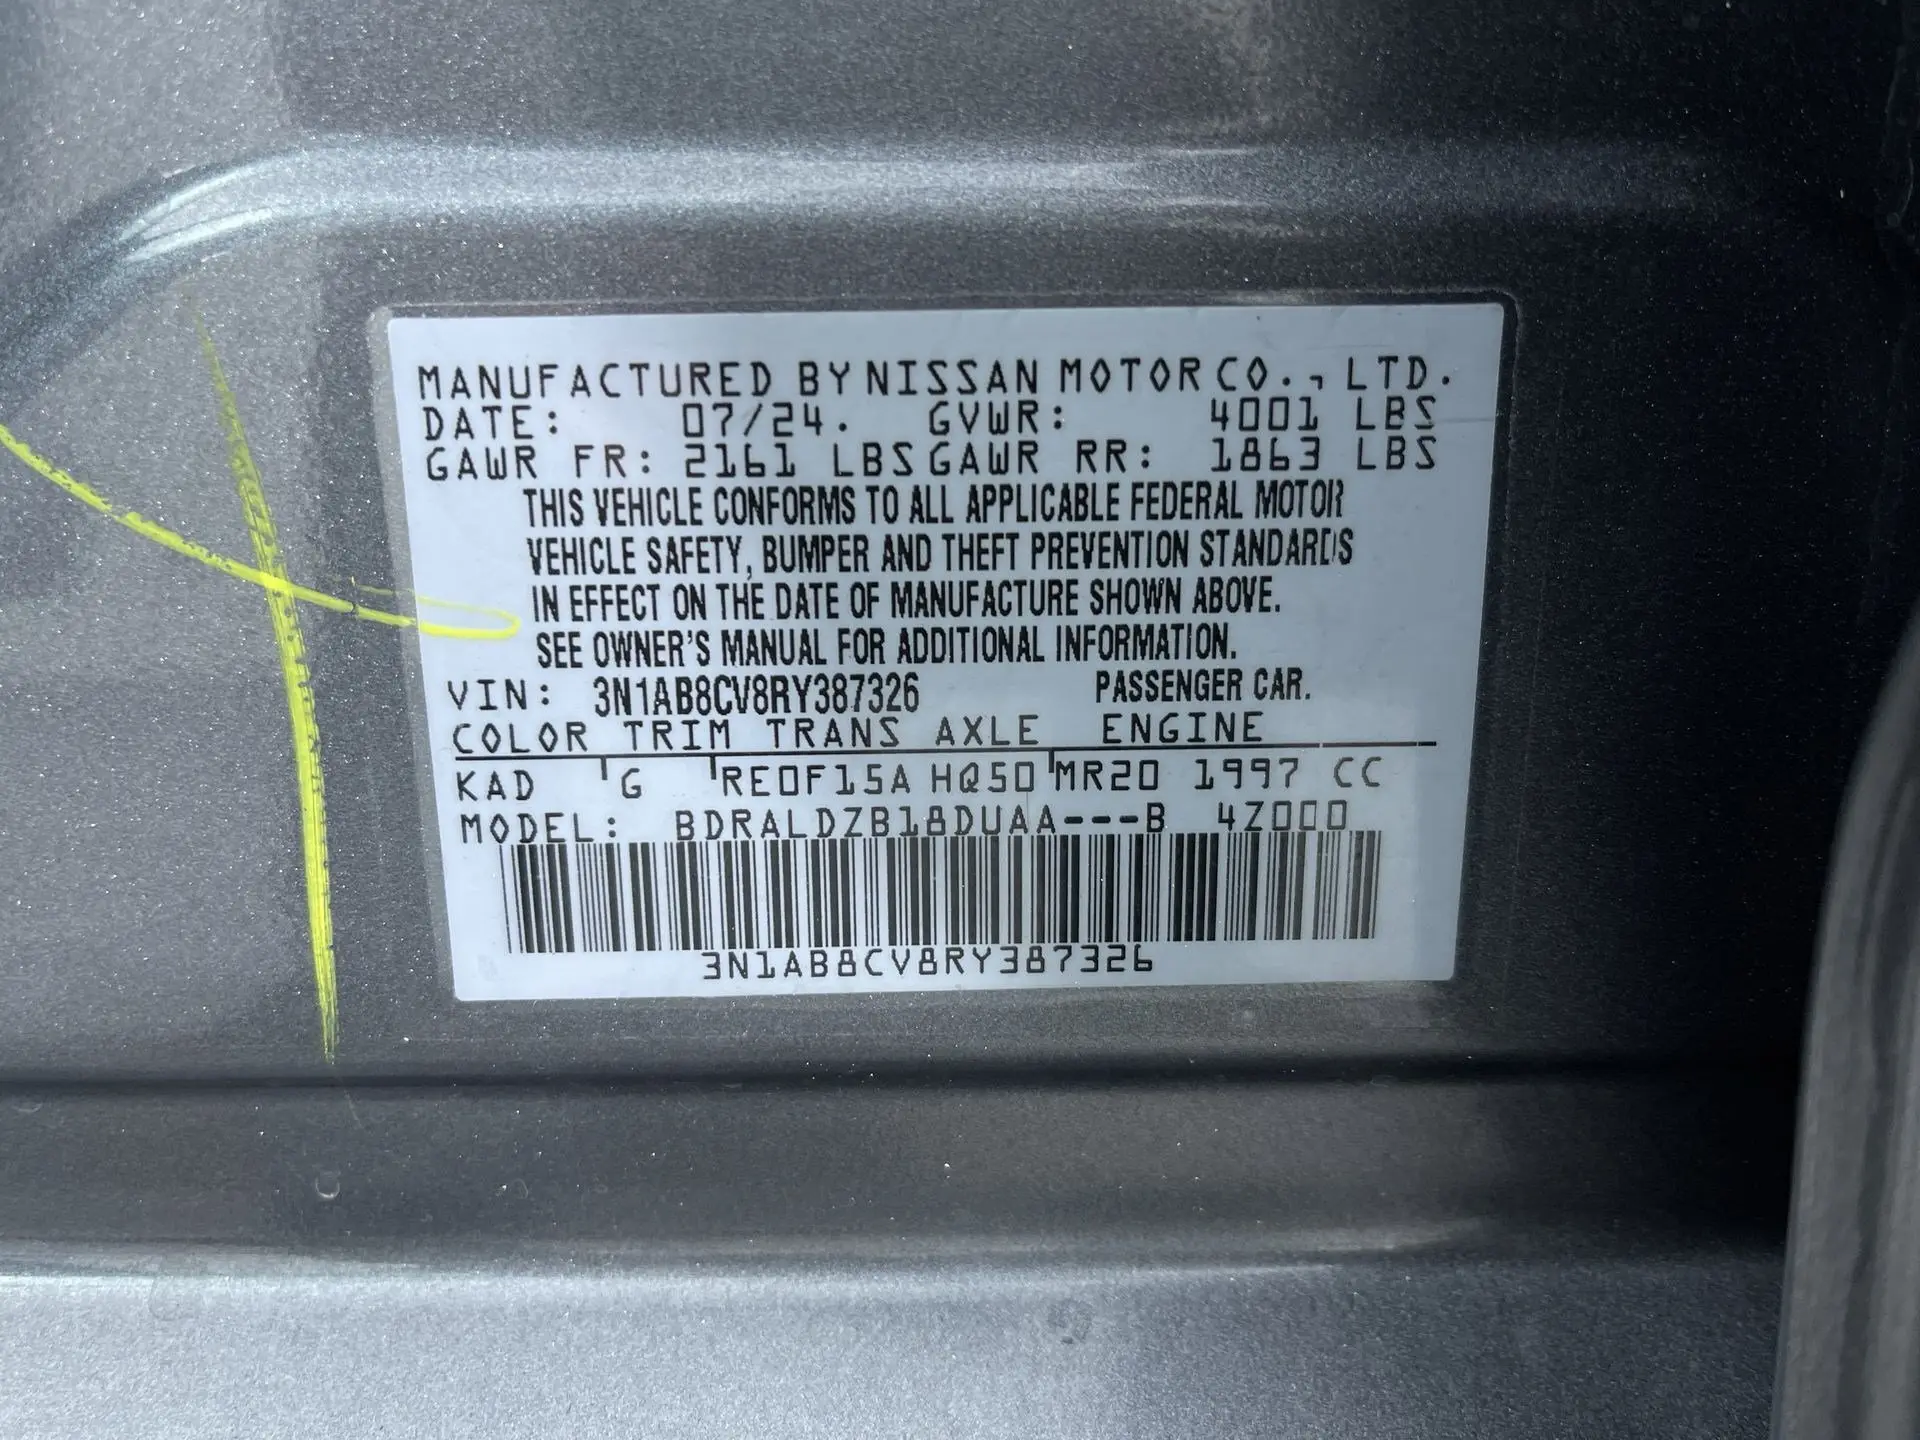 MANUFACTURED BY NISSAN MOTOR CO., LTD.
DATE: 07/24. GVWR: 4001 LBS
GAWR FR: 2161 LBS GAWR RR: 1863 LBS
THIS VEHICLE CONFORMS TO ALL APPLICABLE FEDERAL MOTOR
VEHICLE SAFETY, BUMPER AND THEFT PREVENTION STANDARDS
IN EFFECT ON THE DATE OF MANUFACTURE SHOWN ABOVE.
SEE OWNER'S MANUAL FOR ADDITIONAL INFORMATION.
VIN: 3N1AB8CV8RY387326 PASSENGER CAR.
COLOR TRIM TRANS AXLE ENGINE
KAD G RE0F15A HQ50 MR20 1997 CC
MODEL: BDRALDZB18DUAA---B 4Z000
3N1AB8CV8RY387326